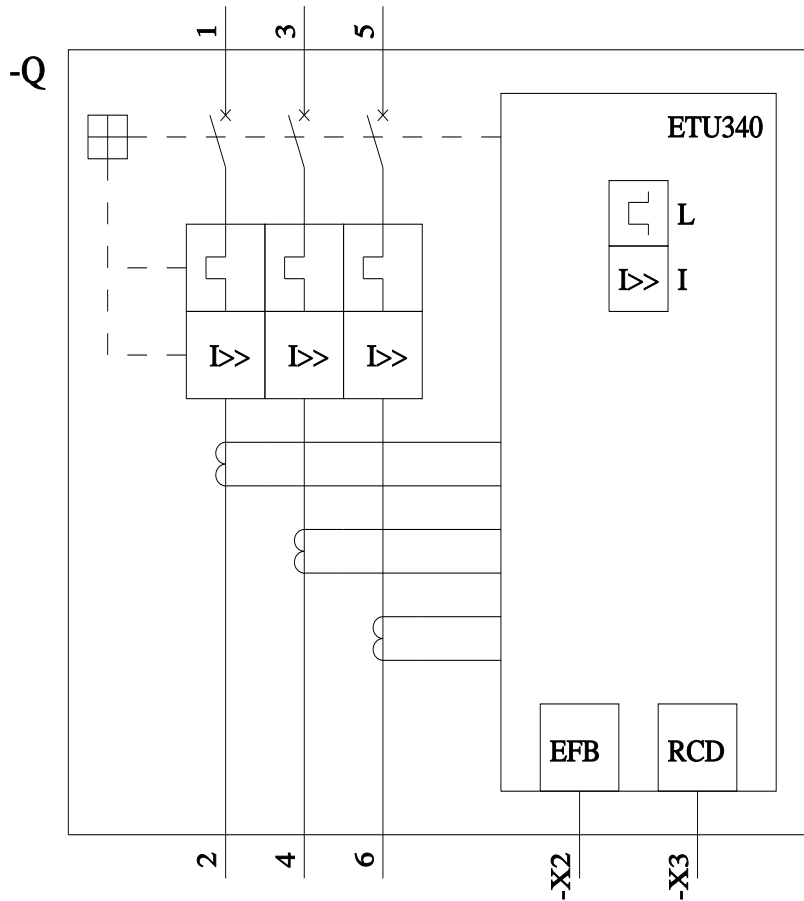 1 3 5
-Q
ETU340
L
I>> I
I>> I>> I>>
EFB RCD
2 4 6 -X2 -X3